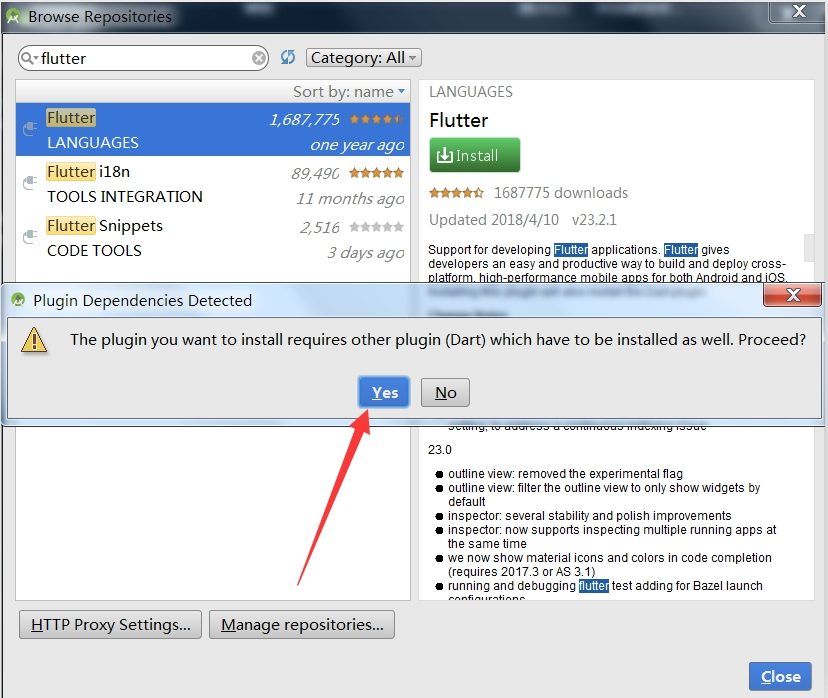 Browse Repositories
flutter
Category: All
Sort by: name
Flutter 1,687,775
LANGUAGES one year ago
Flutter i18n 89,490
TOOLS INTEGRATION 11 months ago
Flutter Snippets 2,516
CODE TOOLS 3 days ago
LANGUAGES
Flutter
Install
1687775 downloads
Updated 2018/4/10 v23.2.1
Support for developing Flutter applications. Flutter gives
developers an easy and productive way to build and deploy cross-
platform, high-performance mobile apps for both Android and iOS.
Installing this plugin will also install the Dart plugin.
Plugin Dependencies Detected
The plugin you want to install requires other plugin (Dart) which have to be installed as well. Proceed?
Yes No
setting, to address a continuous indexing issue
23.0
outline view: removed the experimental flag
outline view: filter the outline view to only show widgets by
default
inspector: several stability and polish improvements
inspector: now supports inspecting multiple running apps at
the same time
we now show material icons and colors in code completion
(requires 2017.3 or AS 3.1)
running and debugging flutter test adding for Bazel launch
configurations
HTTP Proxy Settings... Manage repositories...
Close